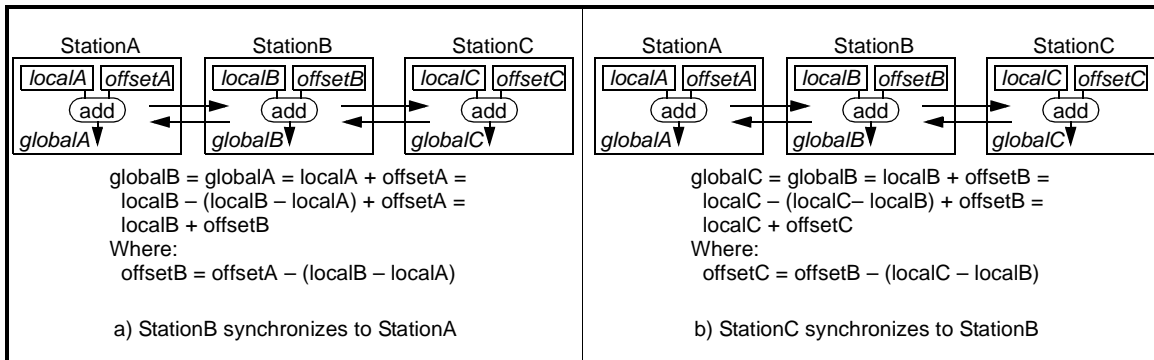 StationA StationB StationC
localA offsetA localB offsetB localC offsetC
add add add
globalA globalB globalC
globalB = globalA = localA + offsetA =
localB – (localB – localA) + offsetA =
localB + offsetB
Where:
offsetB = offsetA – (localB – localA)
a) StationB synchronizes to StationA
StationA StationB StationC
localA offsetA localB offsetB localC offsetC
add add add
globalA globalB globalC
globalC = globalB = localB + offsetB =
localC – (localC– localB) + offsetB =
localC + offsetC
Where:
offsetC = offsetB – (localC – localB)
b) StationC synchronizes to StationB